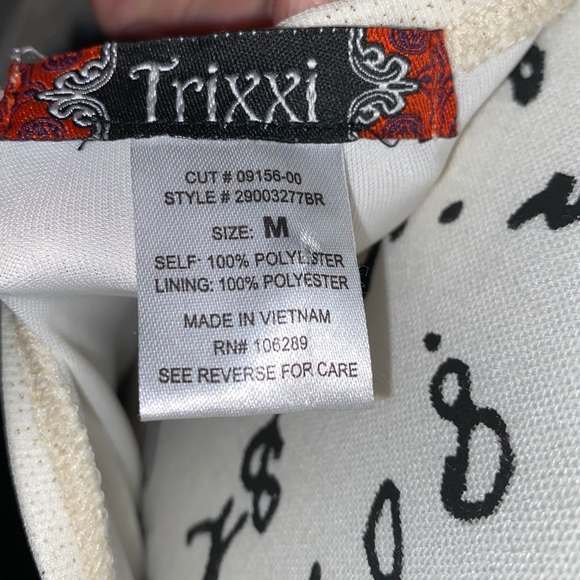 Trixxi
CUT # 09156-00
STYLE # 29003277BR
SIZE: M
SELF: 100% POLYESTER
LINING: 100% POLYESTER
MADE IN VIETNAM
RN# 106289
SEE REVERSE FOR CARE